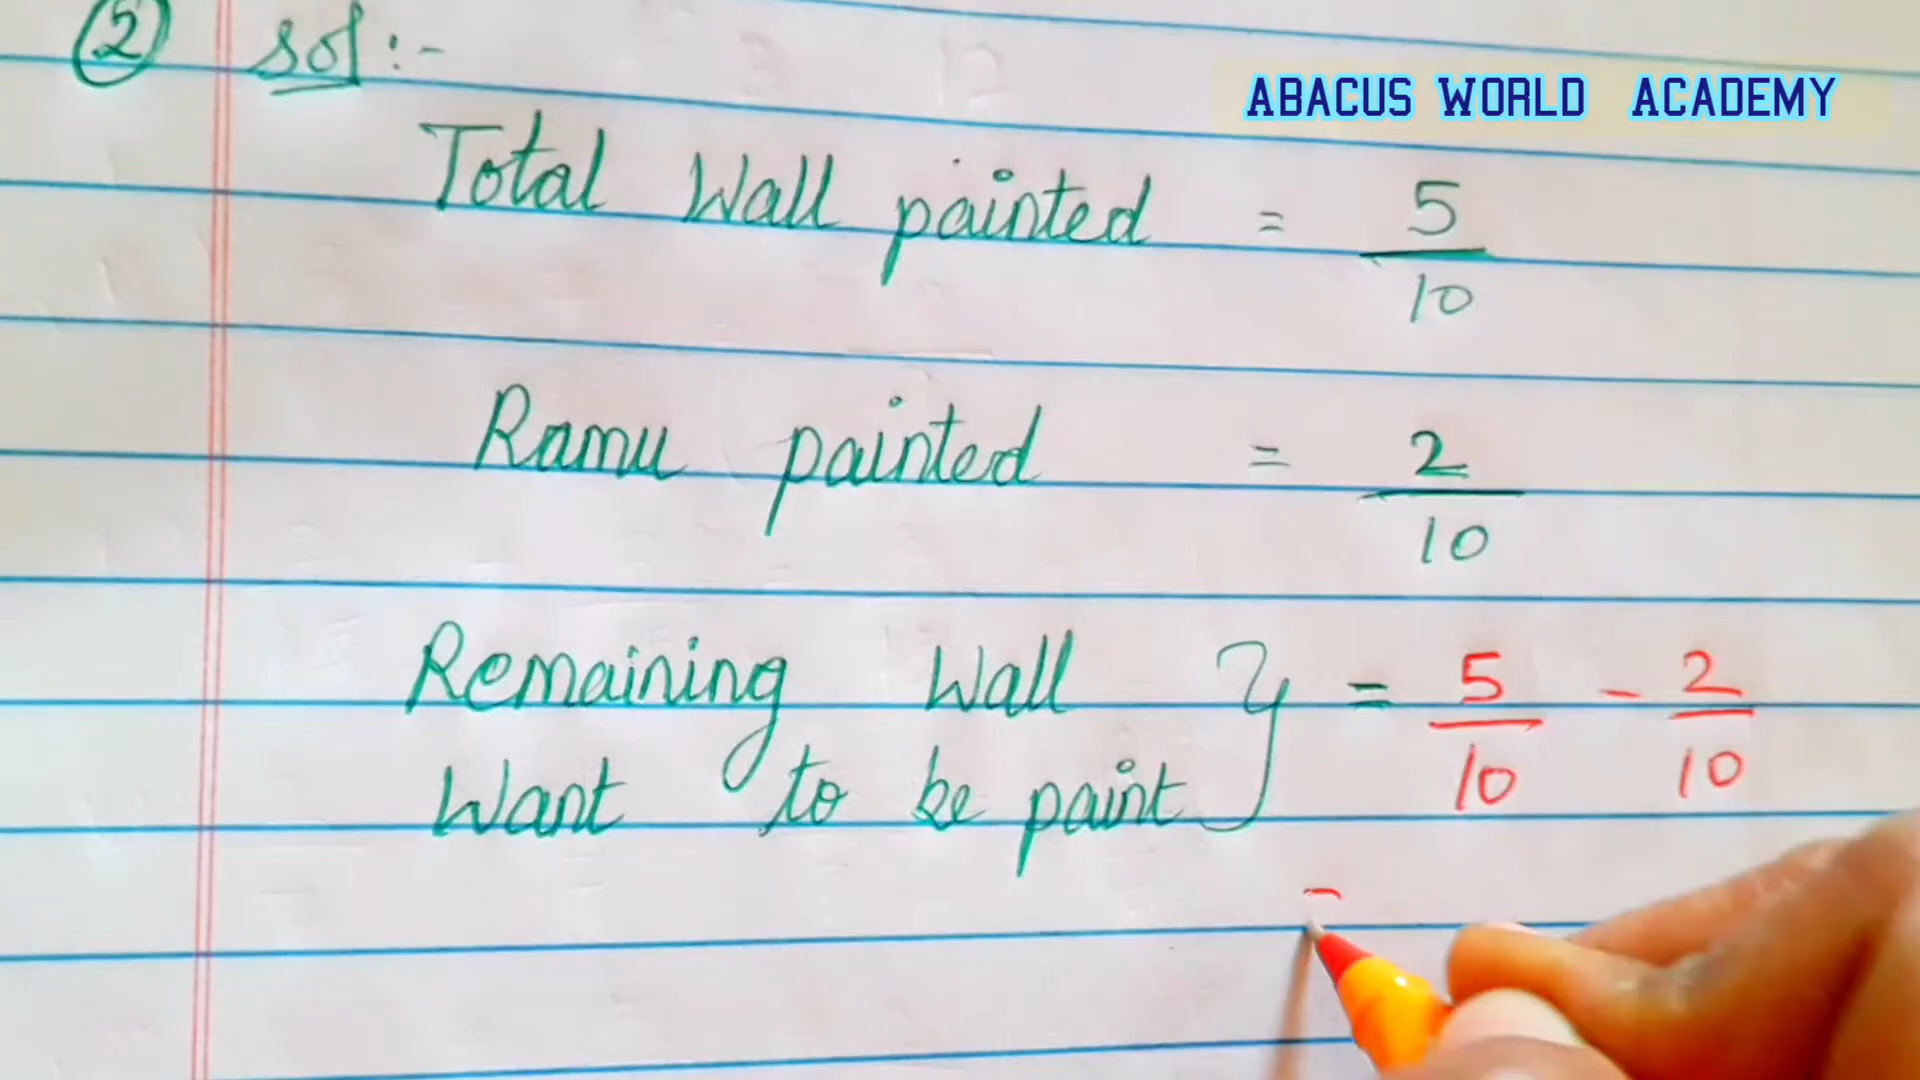 ② Sol:-
ABACUS WORLD ACADEMY
Total Wall painted = 5/10
Ramu painted = 2/10
Remaining Wall } = 5/10 - 2/10
Want to be paint